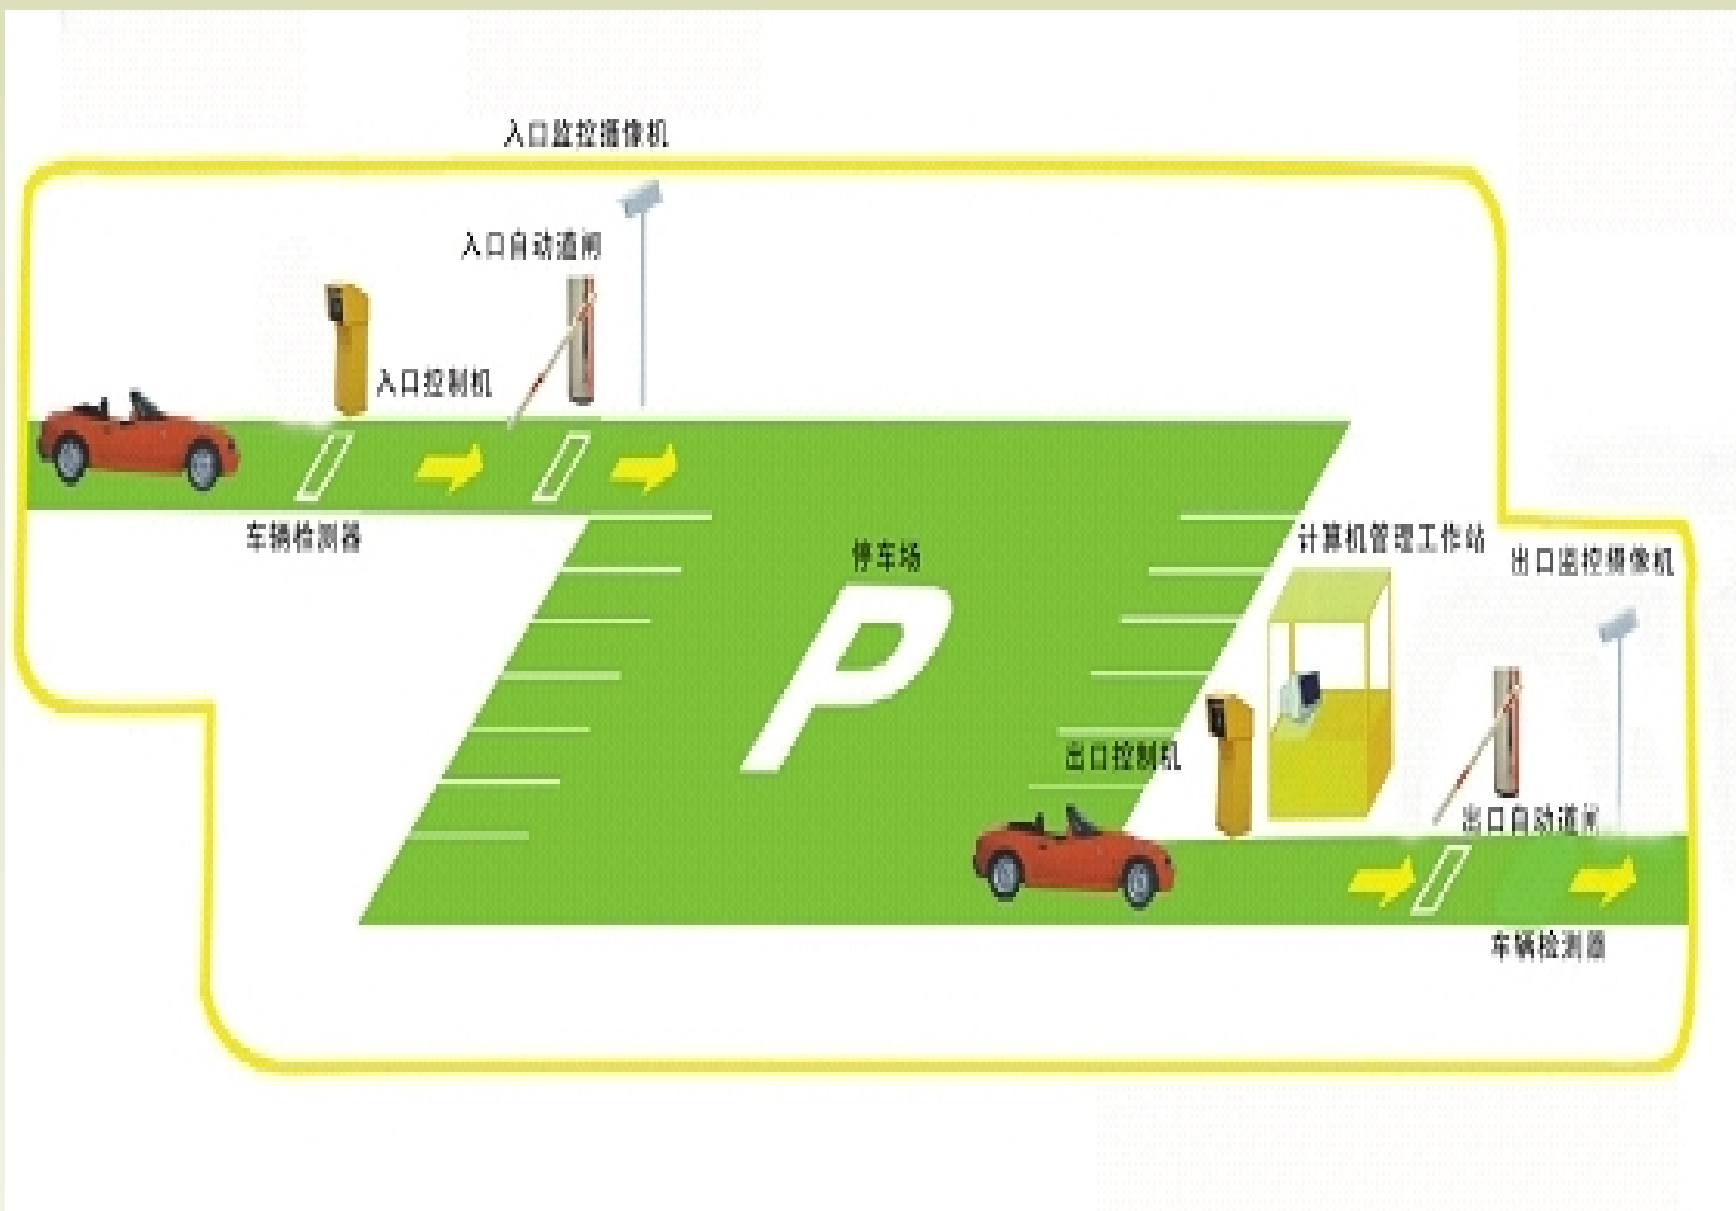 入口监控摄像机
入口自动道闸
入口控制机
车辆检测器
停车场
P
计算机管理工作站
出口监控摄像机
出口控制机
出口自动道闸
车辆检测器